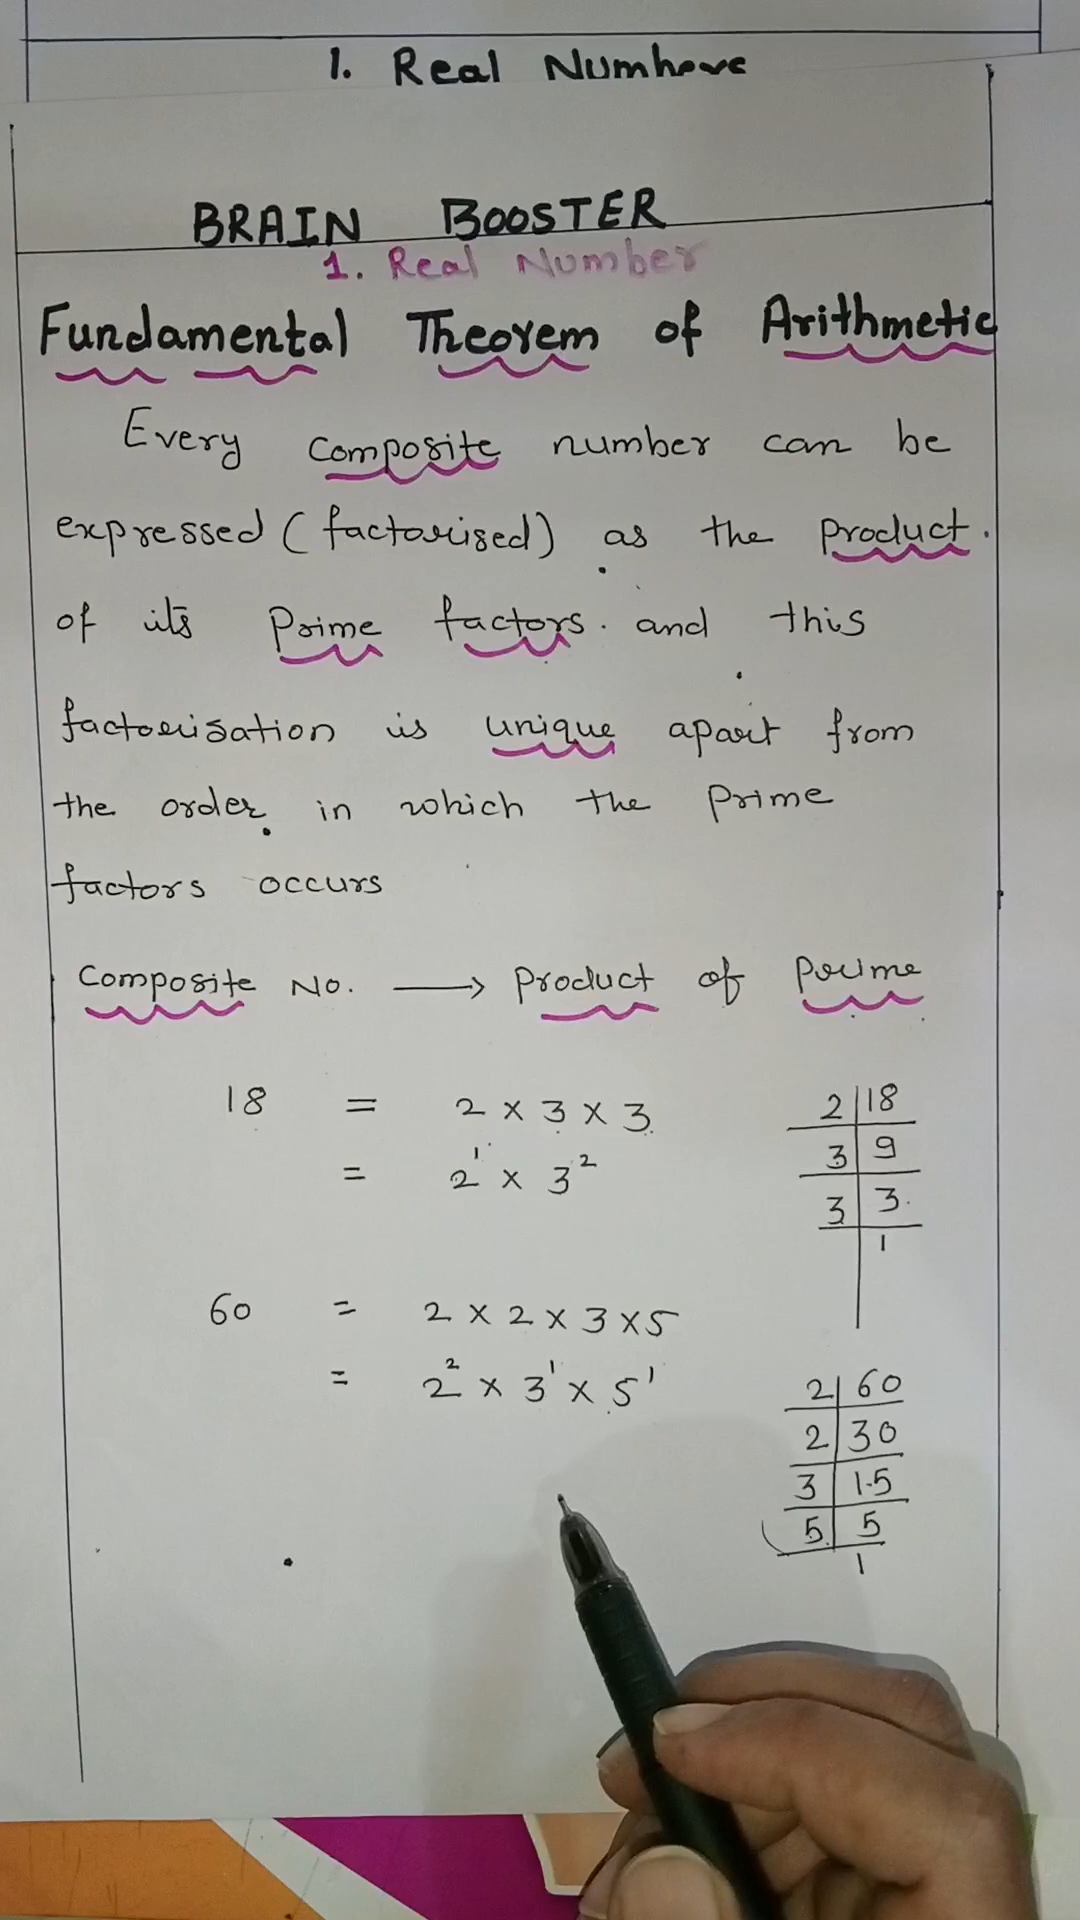 1. Real Numbers
BRAIN BOOSTER
1. Real Number
Fundamental Theorem of Arithmetic
Every composite number can be
expressed (factorised) as the product.
of its Prime factors. and this
factorisation is unique apart from
the order in which the prime
factors occurs
Composite No. ⟶ Product of Prime
18 = 2 × 3 × 3
= 2¹ × 3²
2 | 18
3 | 9
3 | 3
1
60 = 2 × 2 × 3 × 5
= 2² × 3¹ × 5¹
2 | 60
2 | 30
3 | 15
5 | 5
1